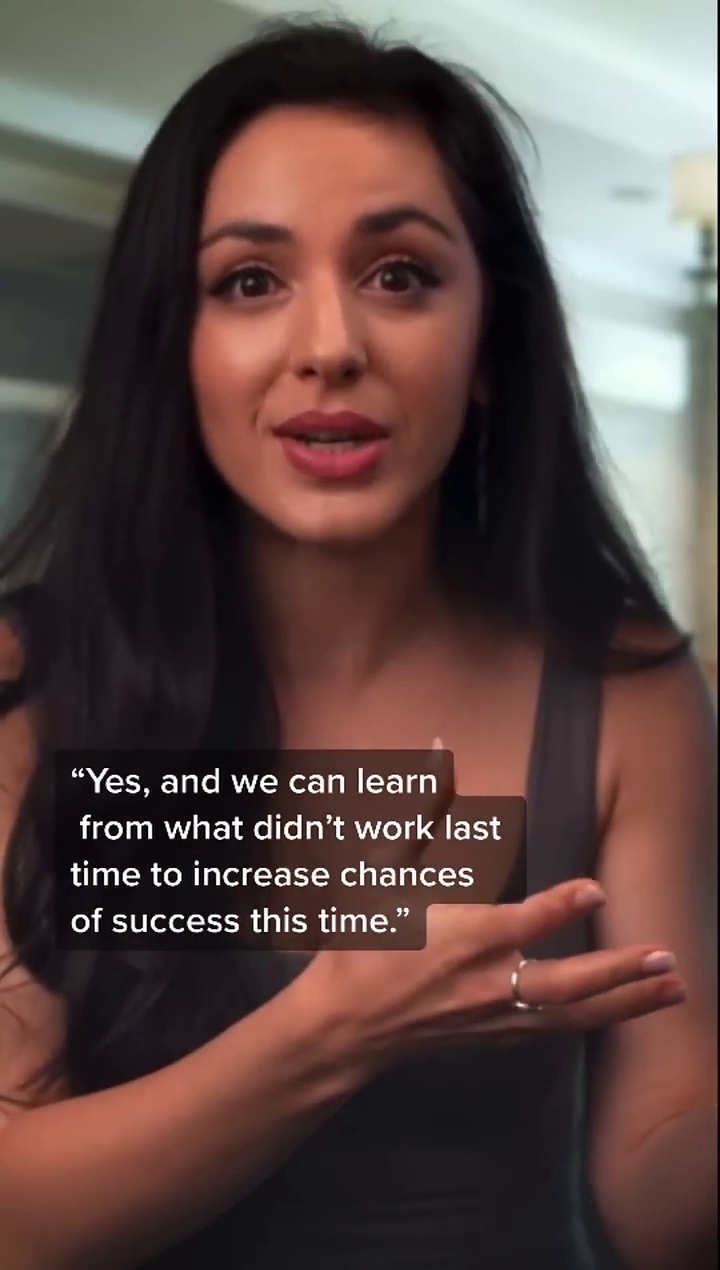 “Yes, and we can learn
from what didn’t work last
time to increase chances
of success this time.”